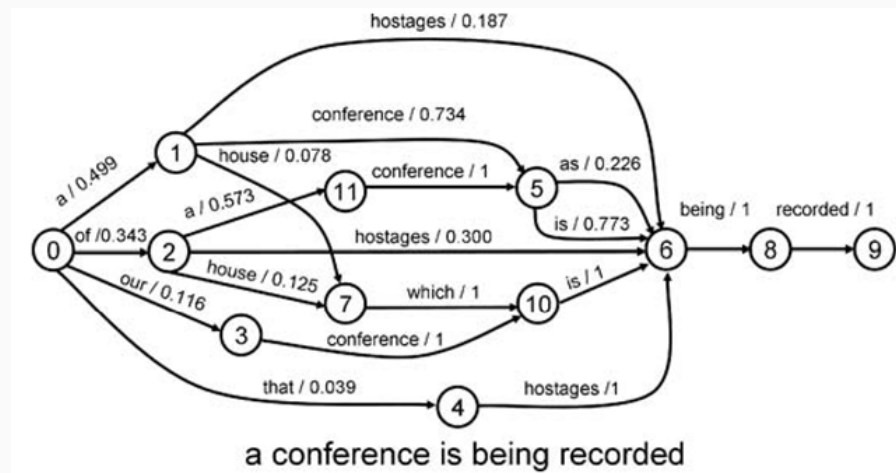 hostages / 0.187
conference / 0.734
1
house / 0.078
a / 0.499
a / 0.573
11
conference / 1
5
as / 0.226
is / 0.773
being / 1
recorded / 1
0
of /0.343
2
hostages / 0.300
6
8
9
house / 0.125
our / 0.116
7
which / 1
10
is / 1
3
conference / 1
that / 0.039
4
hostages /1
a conference is being recorded